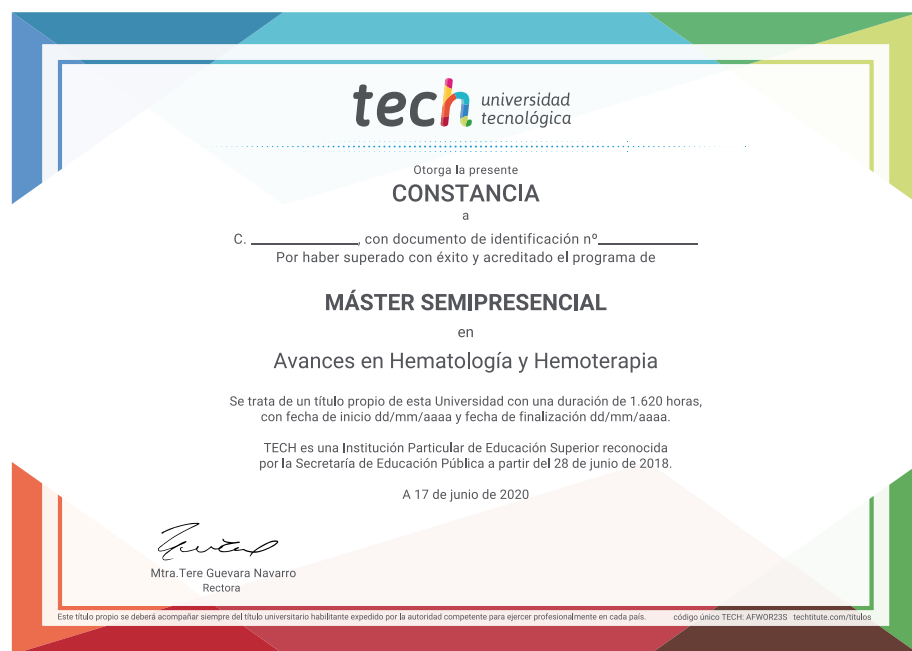 tech universidad
tecnológica
Otorga la presente
CONSTANCIA
a
C. ____________, con documento de identificación nº____________
Por haber superado con éxito y acreditado el programa de
MÁSTER SEMIPRESENCIAL
en
Avances en Hematología y Hemoterapia
Se trata de un título propio de esta Universidad con una duración de 1.620 horas,
con fecha de inicio dd/mm/aaaa y fecha de finalización dd/mm/aaaa.
TECH es una Institución Particular de Educación Superior reconocida
por la Secretaría de Educación Pública a partir del 28 de junio de 2018.
A 17 de junio de 2020
Mtra.Tere Guevara Navarro
Rectora
Este título propio se deberá acompañar siempre del título universitario habilitante expedido por la autoridad competente para ejercer profesionalmente en cada país. código único TECH: AFWOR23S techtitute.com/titulos